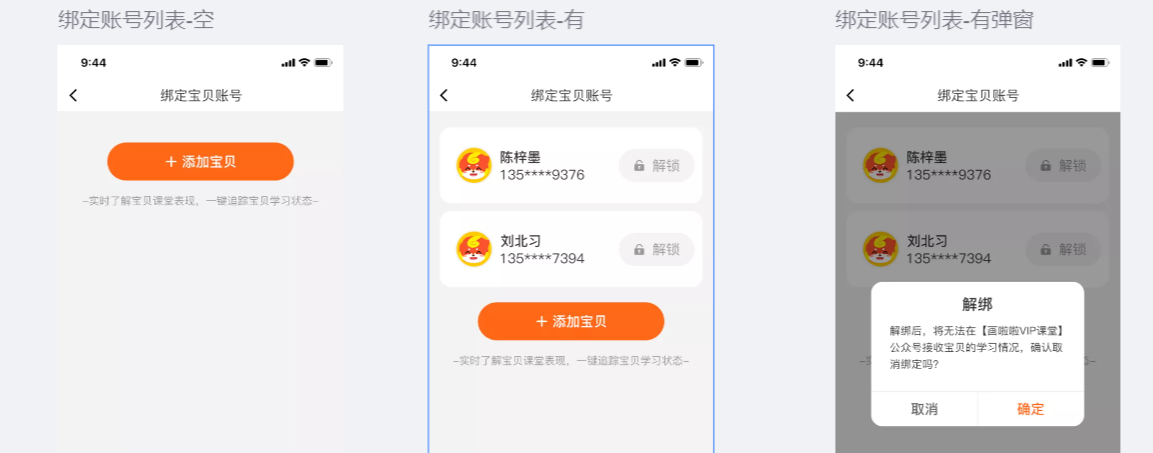 绑定账号列表-空
9:44
绑定宝贝账号
+ 添加宝贝
–实时了解宝贝课堂表现，一键追踪宝贝学习状态–
绑定账号列表-有
9:44
绑定宝贝账号
陈梓墨
135****9376
解锁
刘北习
135****7394
解锁
+ 添加宝贝
–实时了解宝贝课堂表现，一键追踪宝贝学习状态–
绑定账号列表-有弹窗
9:44
绑定宝贝账号
陈梓墨
135****9376
解锁
刘北习
135****7394
解锁
解绑
解绑后，将无法在【画啦啦VIP课堂】
公众号接收宝贝的学习情况，确认取
消绑定吗?
取消
确定